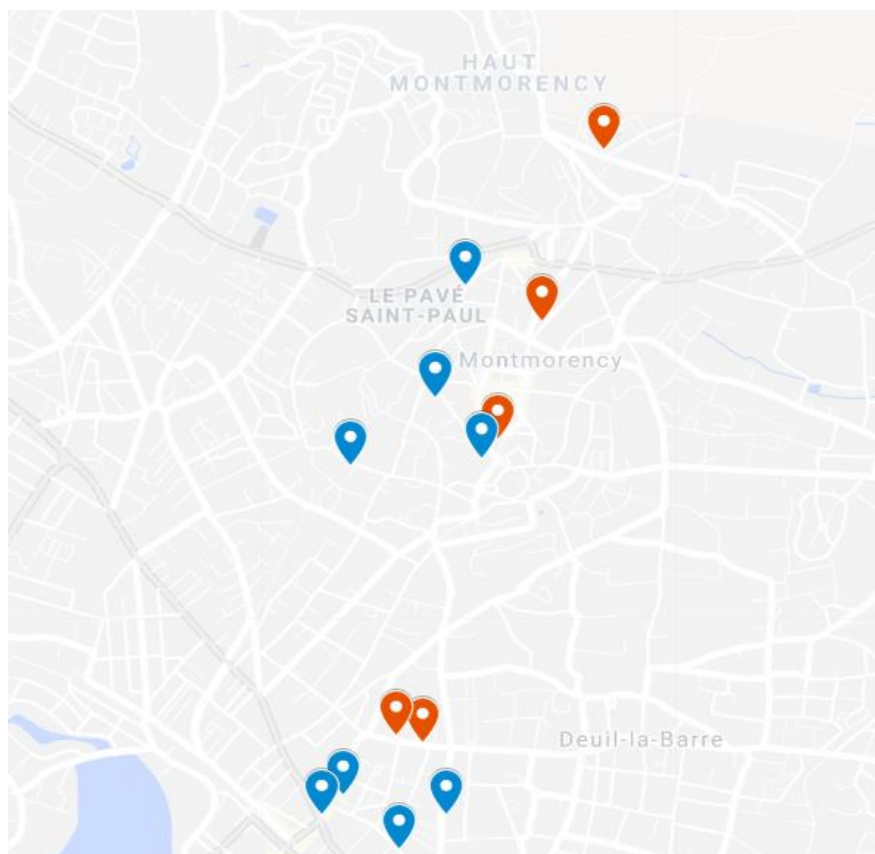 HAUT
MONTMORENCY
LE PAVÉ
SAINT-PAUL
Montmorency
Deuil-la-Barre